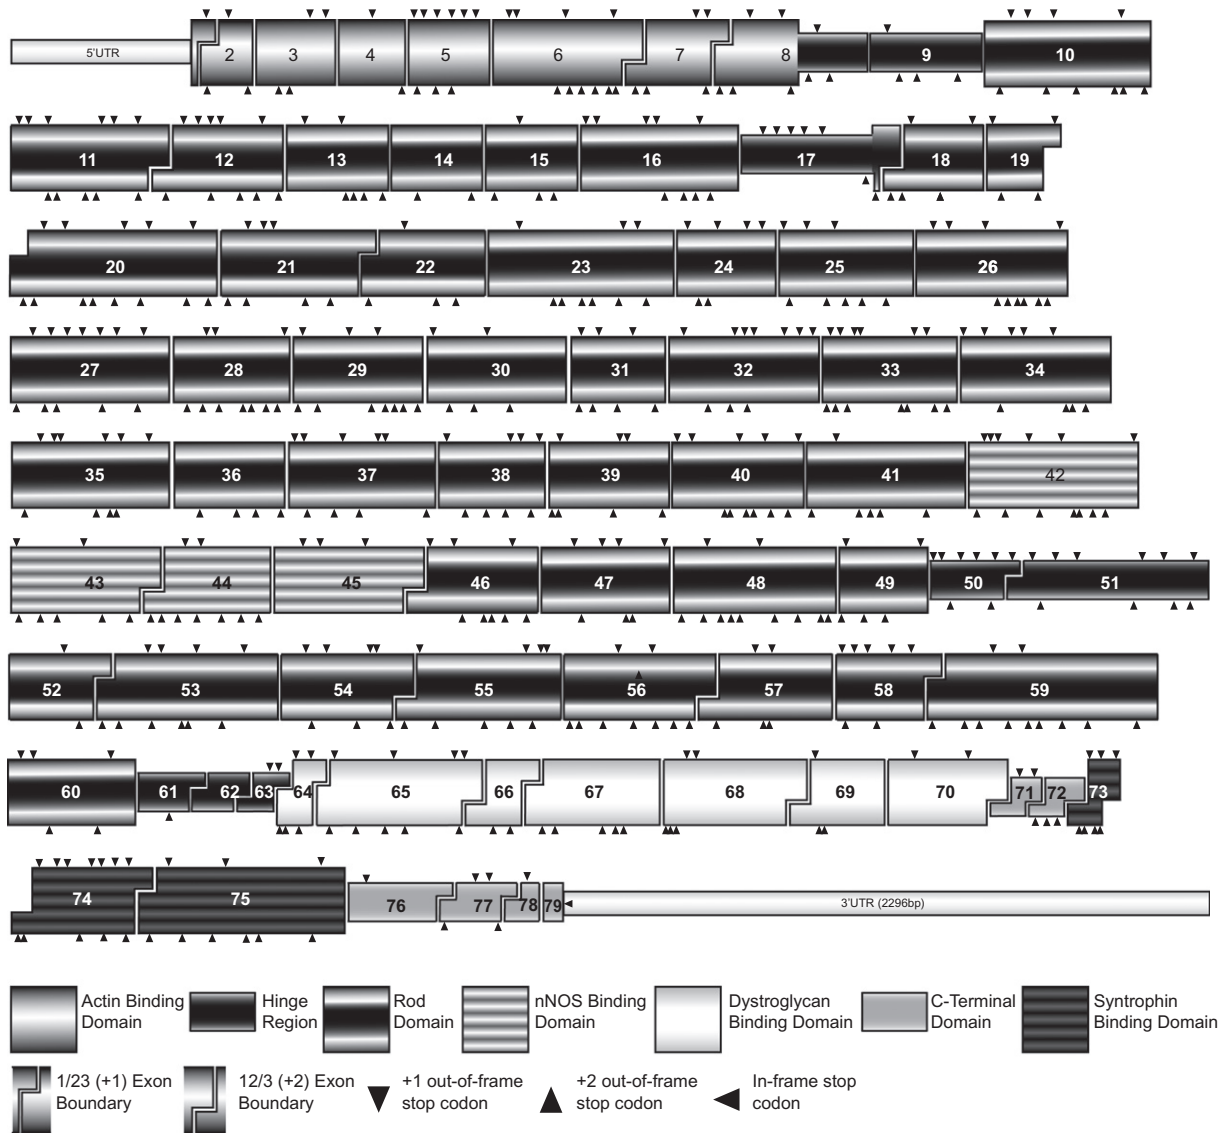 5'UTR 2 3 4 5 6 7 8 9 10
11 12 13 14 15 16 17 18 19
20 21 22 23 24 25 26
27 28 29 30 31 32 33 34
35 36 37 38 39 40 41 42
43 44 45 46 47 48 49 50 51
52 53 54 55 56 57 58 59
60 61 62 63 64 65 66 67 68 69 70 71 72 73
74 75 76 77 78 79 3'UTR (2296bp)
Actin Binding
Domain
Hinge
Region
Rod
Domain
nNOS Binding
Domain
Dystroglycan
Binding Domain
C-Terminal
Domain
Syntrophin
Binding Domain
1/23 (+1) Exon
Boundary
12/3 (+2) Exon
Boundary
+1 out-of-frame
stop codon
+2 out-of-frame
stop codon
In-frame stop
codon